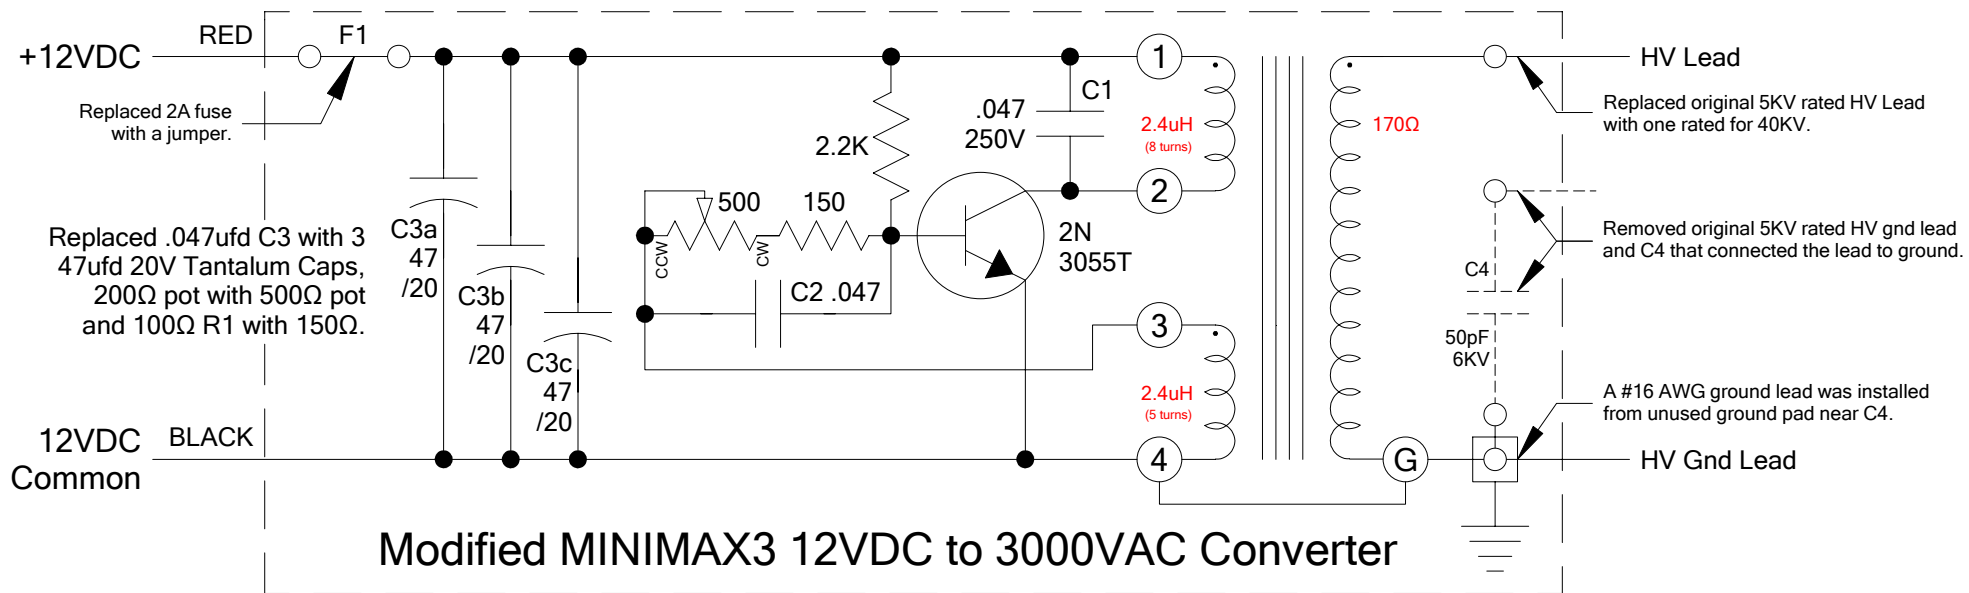 +12VDC
RED
F1
Replaced 2A fuse
with a jumper.
Replaced .047ufd C3 with 3
47ufd 20V Tantalum Caps,
200Ω pot with 500Ω pot
and 100Ω R1 with 150Ω.
C3a
47
/20
C3b
47
/20
C3c
47
/20
12VDC
Common
BLACK
2.2K
500
150
CCW
CW
C2 .047
C1
.047
250V
2N
3055T
1
2
3
4
2.4uH
(8 turns)
2.4uH
(5 turns)
170Ω
G
HV Lead
Replaced original 5KV rated HV Lead
with one rated for 40KV.
Removed original 5KV rated HV gnd lead
and C4 that connected the lead to ground.
C4
50pF
6KV
A #16 AWG ground lead was installed
from unused ground pad near C4.
HV Gnd Lead
Modified MINIMAX3 12VDC to 3000VAC Converter